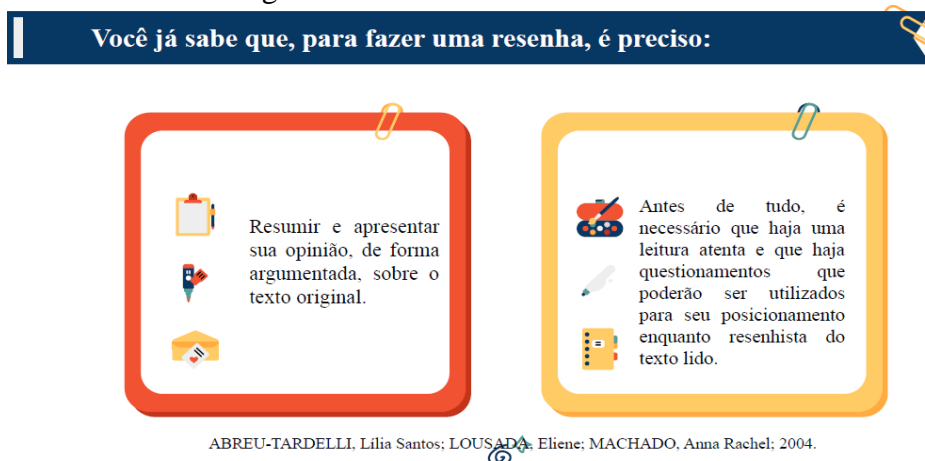 Você já sabe que, para fazer uma resenha, é preciso:
Resumir e apresentar
sua opinião, de forma
argumentada, sobre o
texto original.
Antes de tudo, é
necessário que haja uma
leitura atenta e que haja
questionamentos que
poderão ser utilizados
para seu posicionamento
enquanto resenhista do
texto lido.
ABREU-TARDELLI, Lília Santos; LOUSADA, Eliene; MACHADO, Anna Rachel; 2004.